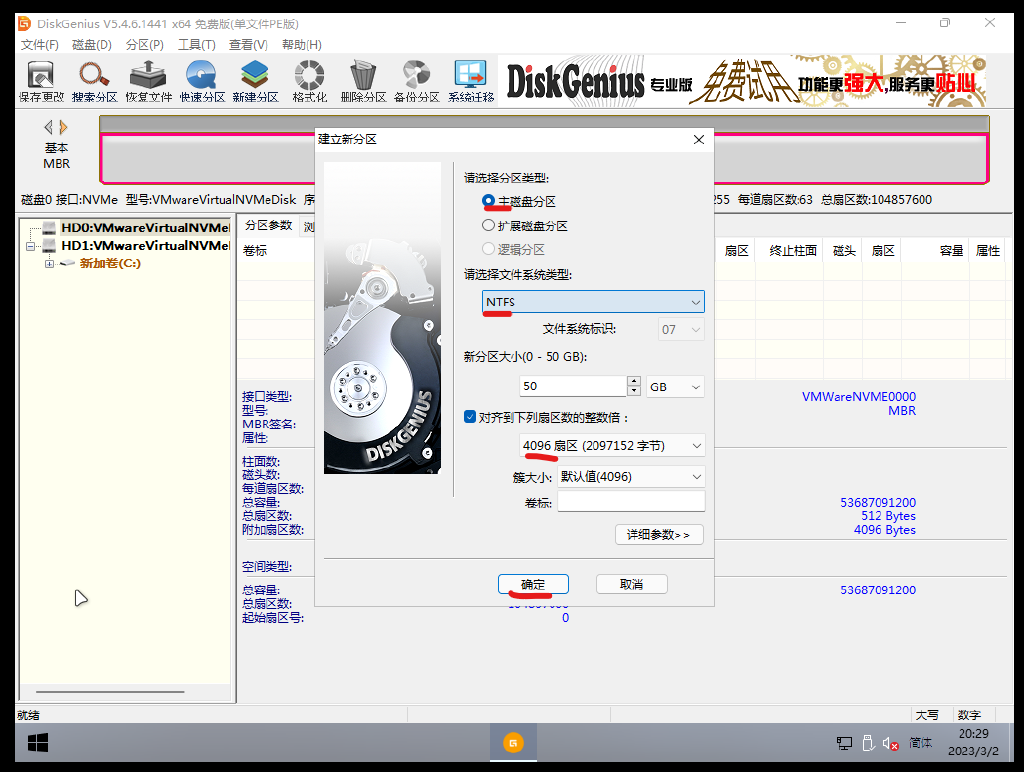 DiskGenius V5.4.6.1441 x64 免费版(单文件PE版)
文件(F) 磁盘(D) 分区(P) 工具(T) 查看(V) 帮助(H)
保存更改 搜索分区 恢复文件 快速分区 新建分区 格式化 删除分区 备份分区 系统迁移
DiskGenius 专业版 免费试用 功能更强大,服务更贴心
基本
MBR
磁盘0 接口:NVMe 型号:VMwareVirtualNVMeDisk 序
255 每道扇区数:63 总扇区数:104857600
HD0:VMwareVirtualNVMe
HD1:VMwareVirtualNVMe
新加卷(C:)
分区参数 浏
卷标 扇区 终止柱面 磁头 扇区 容量 属性
建立新分区
请选择分区类型:
主磁盘分区
扩展磁盘分区
逻辑分区
请选择文件系统类型:
NTFS
文件系统标识: 07
新分区大小(0 - 50 GB):
50 GB
对齐到下列扇区数的整数倍：
4096 扇区 (2097152 字节)
簇大小: 默认值(4096)
卷标:
详细参数>>
确定 取消
DISKGENIUS
接口类型: VMWareNVME0000
型号: MBR
MBR签名:
属性:
柱面数:
磁头数:
每道扇区数:
总容量: 53687091200
总扇区数: 512 Bytes
附加扇区数: 4096 Bytes
空间类型:
总容量: 53687091200
总扇区数:
起始扇区号: 0
就绪 大写 数字
简体 20:29
2023/3/2